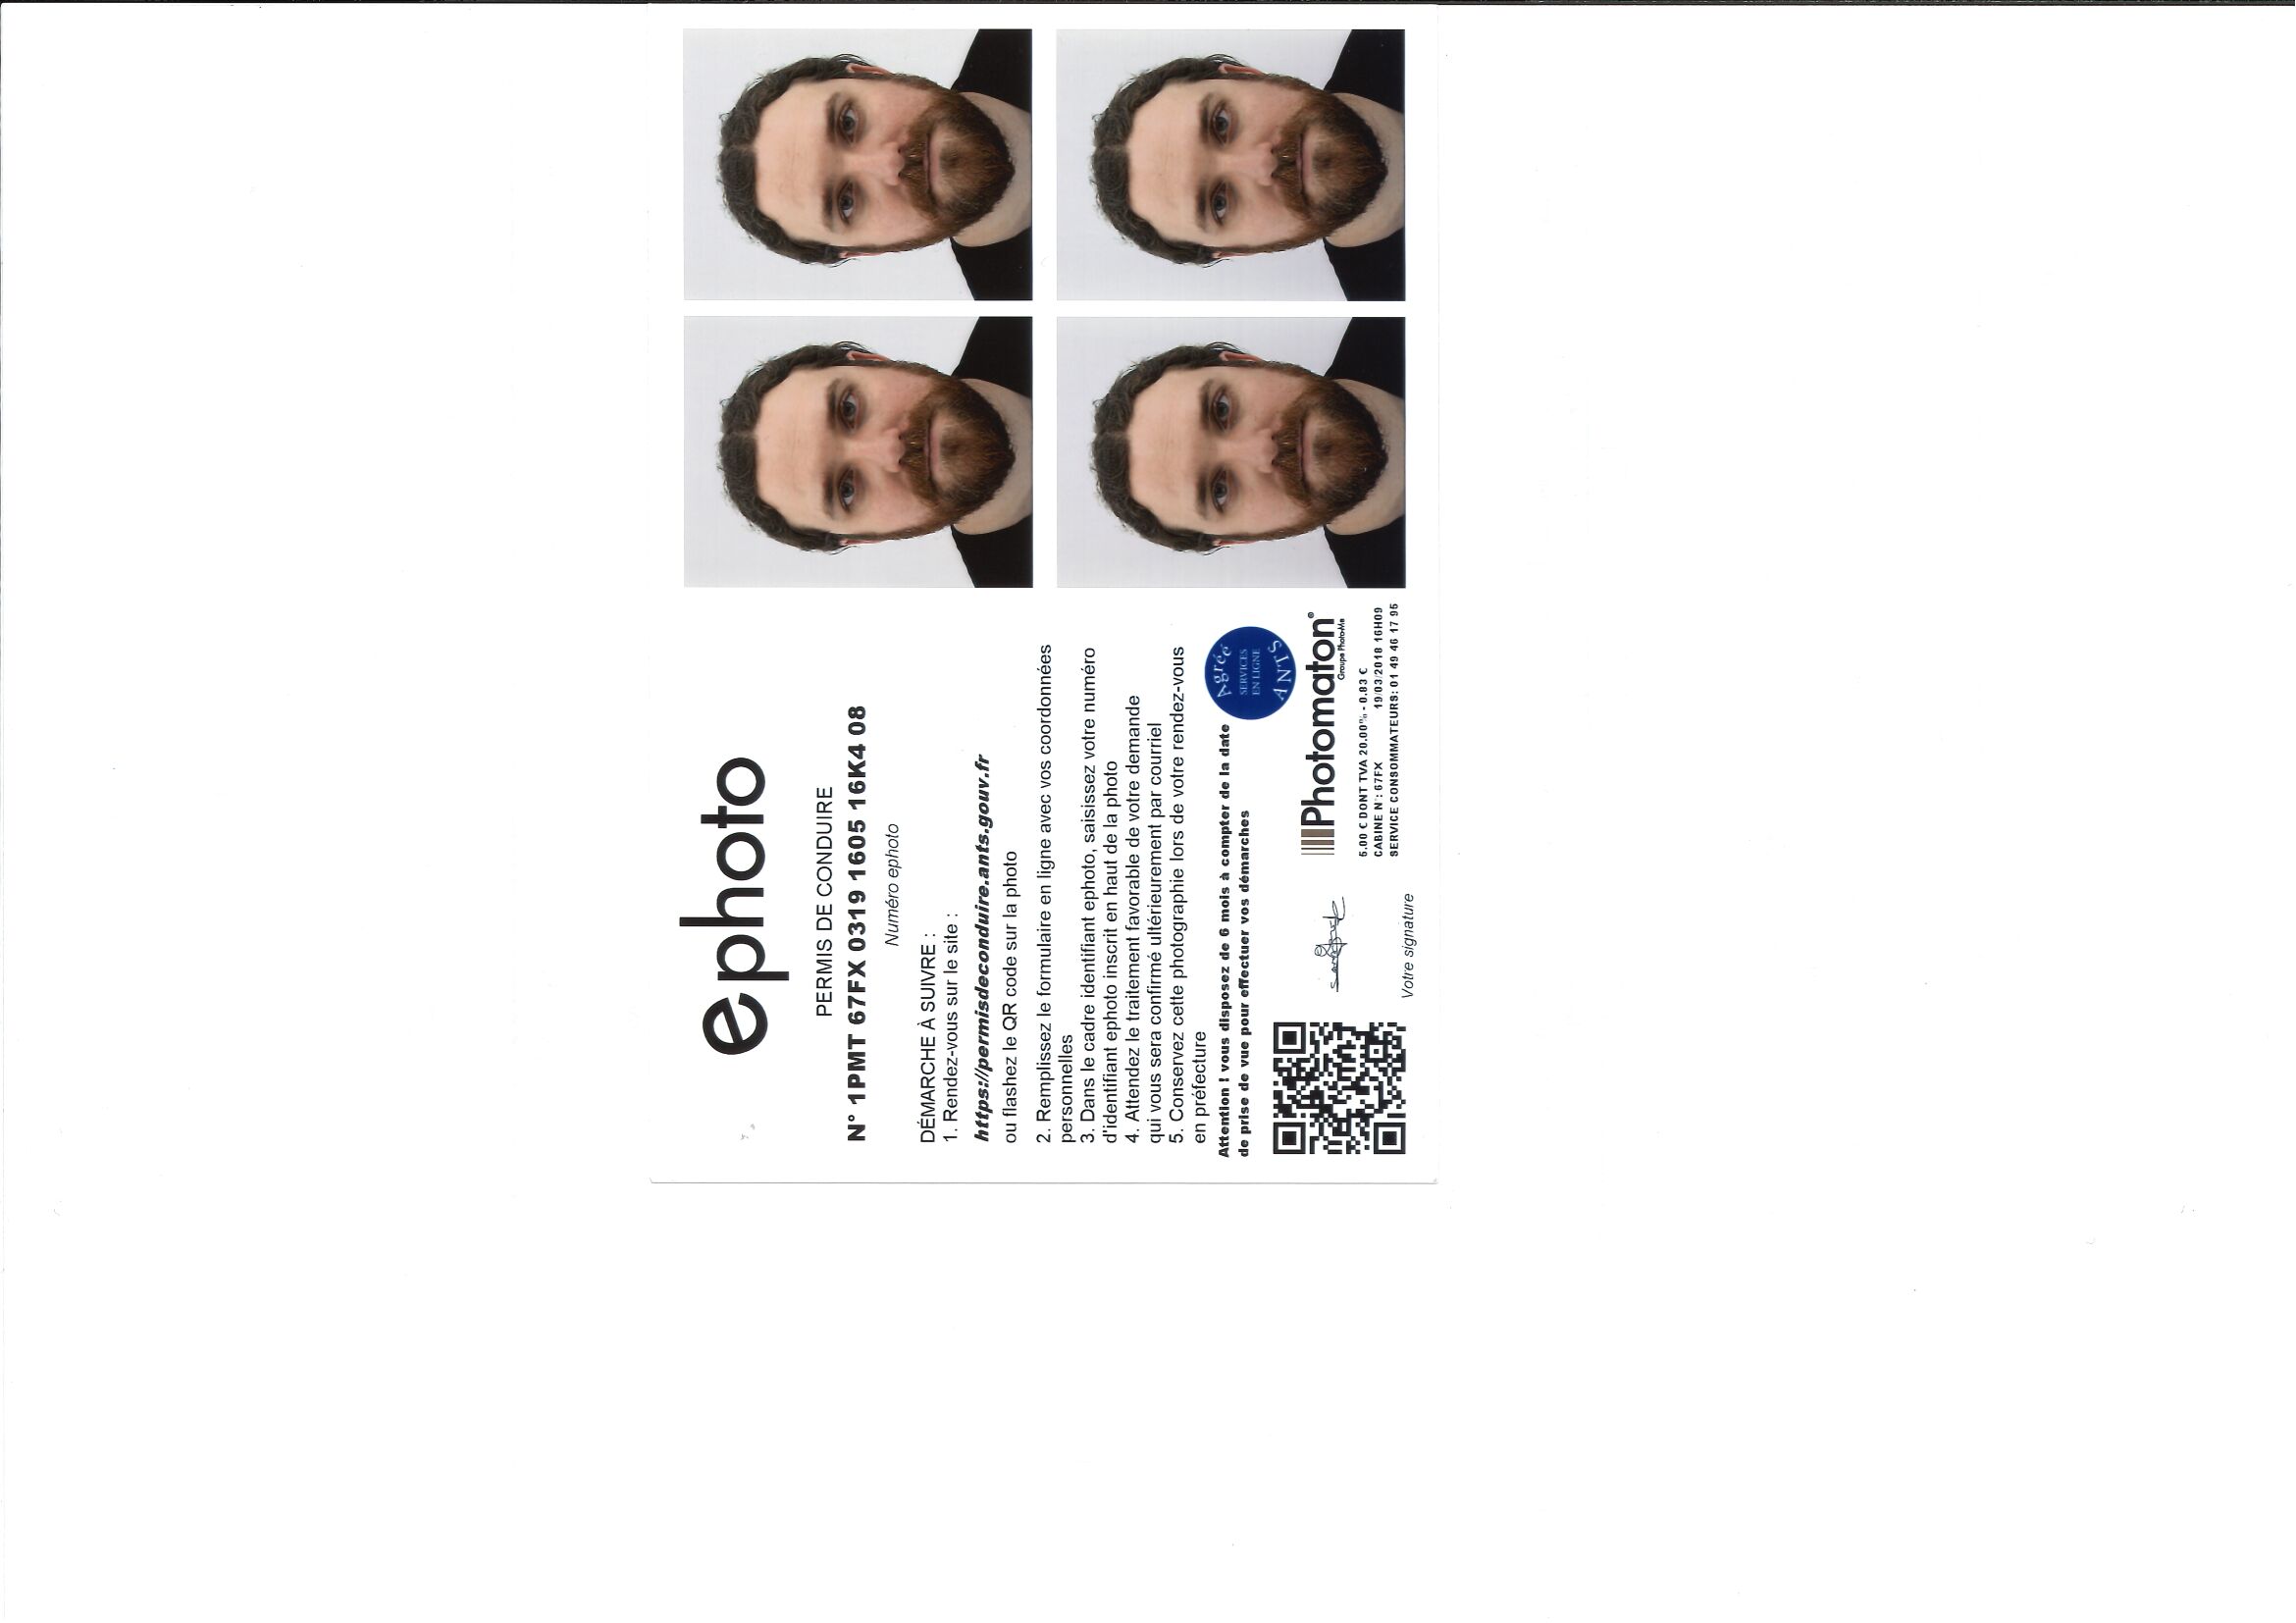 ephoto
PERMIS DE CONDUIRE
N° 1PMT 67FX 0319 1605 16K4 08
Numéro ephoto
DÉMARCHE À SUIVRE :
1. Rendez-vous sur le site :
https://permisdeconduire.ants.gouv.fr
ou flashez le QR code sur la photo
2. Remplissez le formulaire en ligne avec vos coordonnées
personnelles
3. Dans le cadre identifiant ephoto, saisissez votre numéro
d'identifiant ephoto inscrit en haut de la photo
4. Attendez le traitement favorable de votre demande
qui vous sera confirmé ultérieurement par courriel
5. Conservez cette photographie lors de votre rendez-vous
en préfecture
Attention ! vous disposez de 6 mois à compter de la date
de prise de vue pour effectuer vos démarches
Agréé
SERVICES
EN LIGNE
ANTS
Photomaton®
Groupe Photo-Me
5.00 € DONT TVA 20.00% - 0.83 €
CABINE N°: 67FX 19/03/2018 16H09
SERVICE CONSOMMATEURS: 01 49 46 17 95
Votre signature